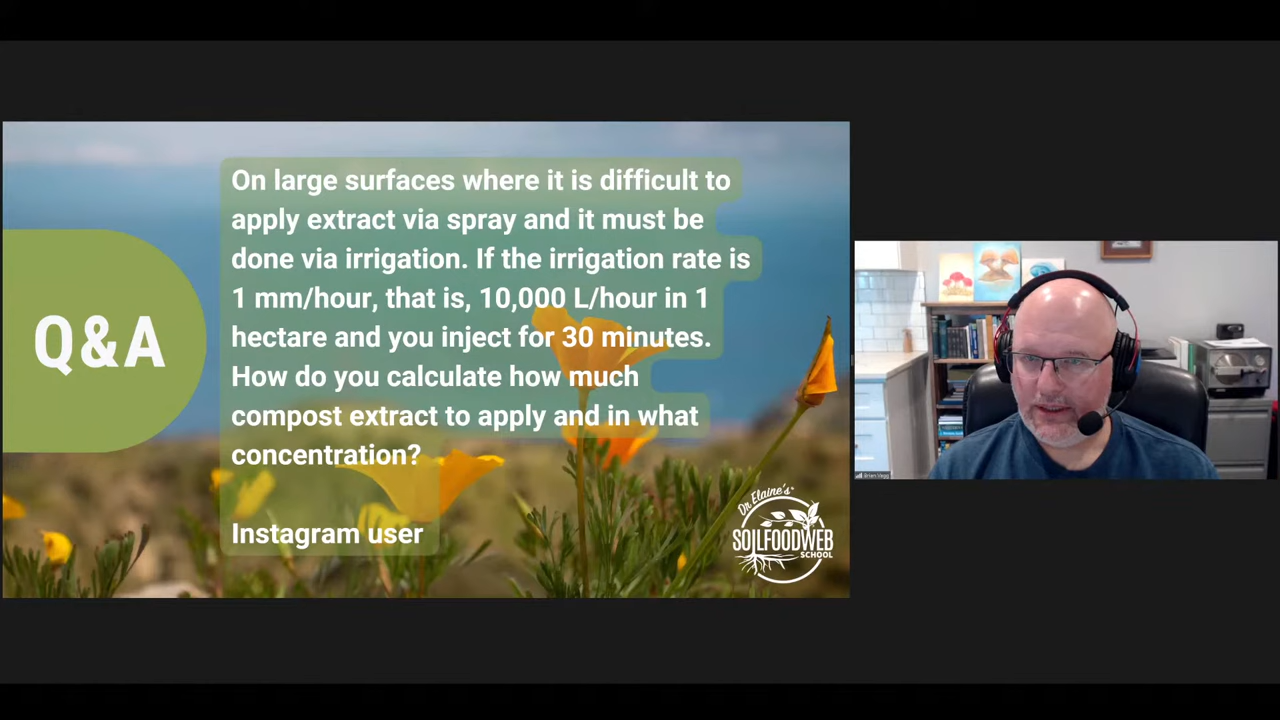 Q&A
On large surfaces where it is difficult to
apply extract via spray and it must be
done via irrigation. If the irrigation rate is
1 mm/hour, that is, 10,000 L/hour in 1
hectare and you inject for 30 minutes.
How do you calculate how much
compost extract to apply and in what
concentration?
Instagram user
Dr. Elaine's
SOILFOODWEB
SCHOOL